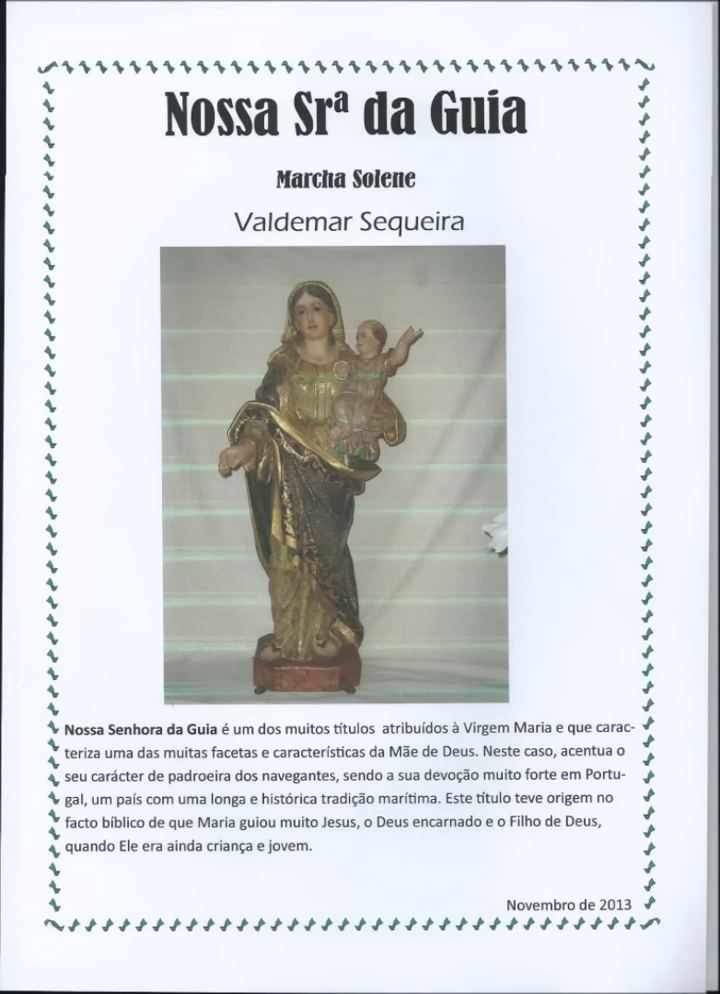 Nossa Srª da Guia
Marcha Solene
Valdemar Sequeira
Nossa Senhora da Guia é um dos muitos títulos atribuídos à Virgem Maria e que carac-
teriza uma das muitas facetas e características da Mãe de Deus. Neste caso, acentua o
seu carácter de padroeira dos navegantes, sendo a sua devoção muito forte em Portu-
gal, um país com uma longa e histórica tradição marítima. Este título teve origem no
facto bíblico de que Maria guiou muito Jesus, o Deus encarnado e o Filho de Deus,
quando Ele era ainda criança e jovem.
Novembro de 2013